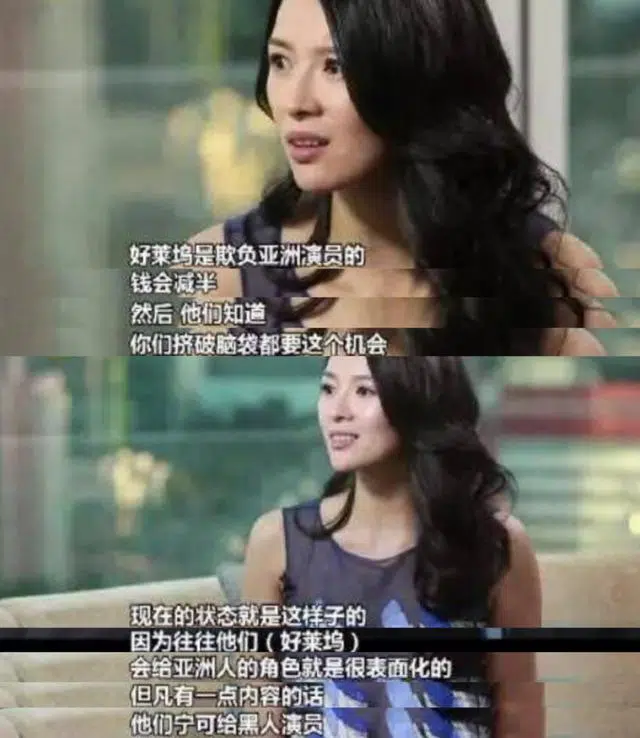 好莱坞是欺负亚洲演员的
钱会减半
然后 他们知道
你们挤破脑袋都要这个机会
现在的状态就是这样子的
因为往往他们（好莱坞）
会给亚洲人的角色就是很表面化的
但凡有一点内容的话
他们宁可给黑人演员